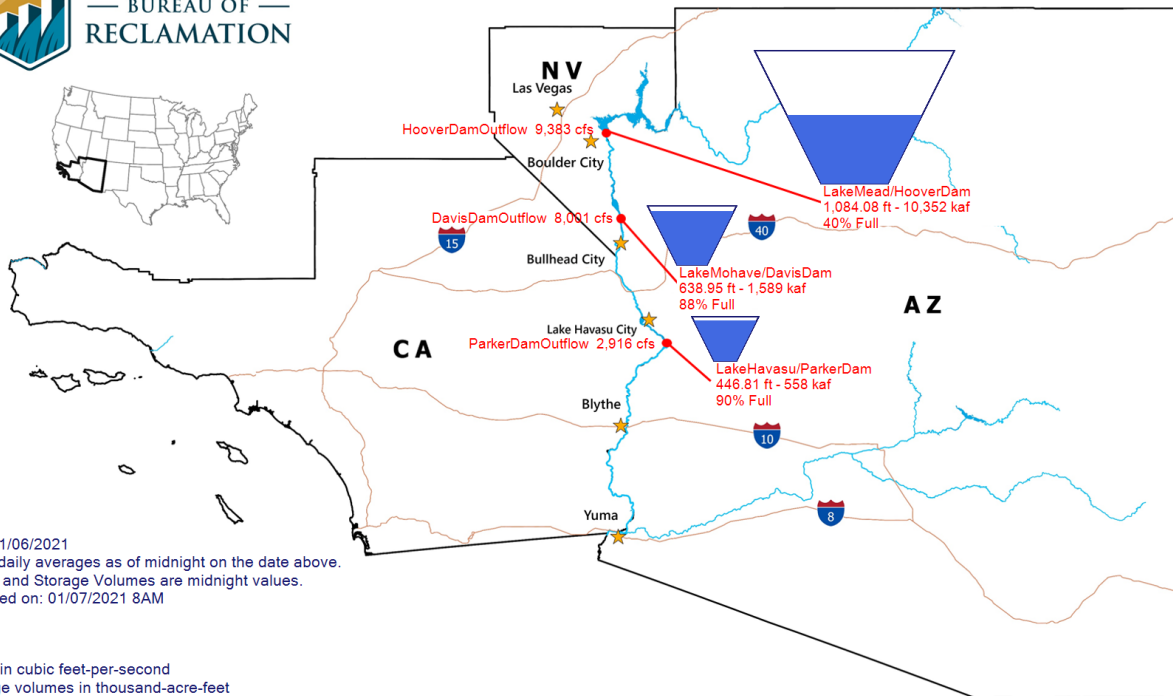 BUREAU OF
RECLAMATION
NV
Las Vegas
HooverDamOutflow 9,383 cfs
Boulder City
LakeMead/HooverDam
1,084.08 ft - 10,352 kaf
40% Full
DavisDamOutflow 8,001 cfs
15
40
Bullhead City
LakeMohave/DavisDam
638.95 ft - 1,589 kaf
88% Full
AZ
Lake Havasu City
ParkerDamOutflow 2,916 cfs
CA
LakeHavasu/ParkerDam
446.81 ft - 558 kaf
90% Full
Blythe
10
Yuma
8
1/06/2021
daily averages as of midnight on the date above.
and Storage Volumes are midnight values.
ed on: 01/07/2021 8AM
in cubic feet-per-second
ge volumes in thousand-acre-feet